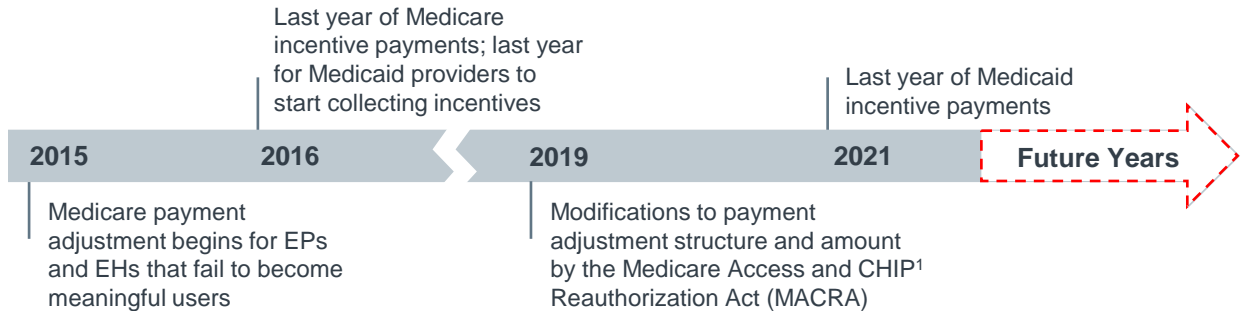 Last year of Medicare
incentive payments; last year
for Medicaid providers to
start collecting incentives
Last year of Medicaid
incentive payments
2015
2016
2019
2021
Future Years
Medicare payment
adjustment begins for EPs
and EHs that fail to become
meaningful users
Modifications to payment
adjustment structure and amount
by the Medicare Access and CHIP¹
Reauthorization Act (MACRA)